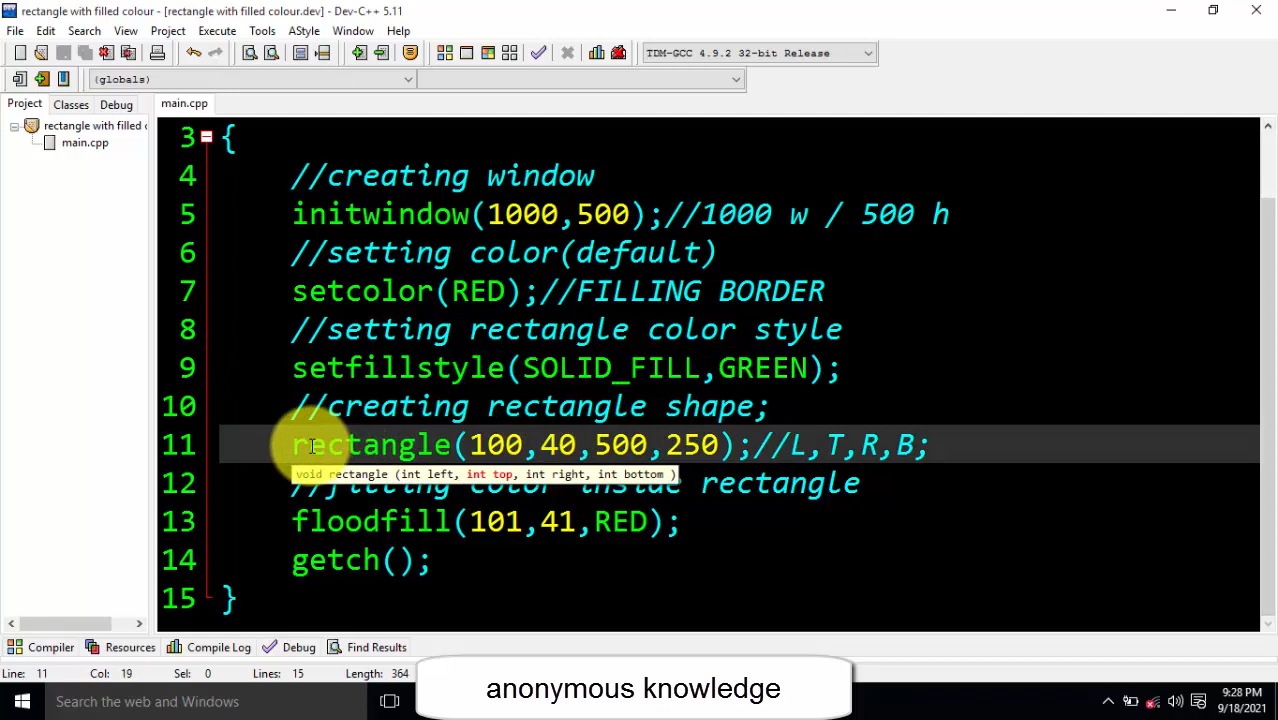 rectangle with filled colour - [rectangle with filled colour.dev] - Dev-C++ 5.11
File Edit Search View Project Execute Tools AStyle Window Help
TDM-GCC 4.9.2 32-bit Release
(globals)
Project Classes Debug
main.cpp
rectangle with filled c
main.cpp
3 {
4 //creating window
5 initwindow(1000,500);//1000 w / 500 h
6 //setting color(default)
7 setcolor(RED);//FILLING BORDER
8 //setting rectangle color style
9 setfillstyle(SOLID_FILL,GREEN);
10 //creating rectangle shape;
11 rectangle(100,40,500,250);//L,T,R,B;
void rectangle (int left, int top, int right, int bottom )
12 //filling color inside rectangle
13 floodfill(101,41,RED);
14 getch();
15 }
Compiler Resources Compile Log Debug Find Results
Line: 11 Col: 19 Sel: 0 Lines: 15 Length: 364
anonymous knowledge
Search the web and Windows
9:28 PM
9/18/2021